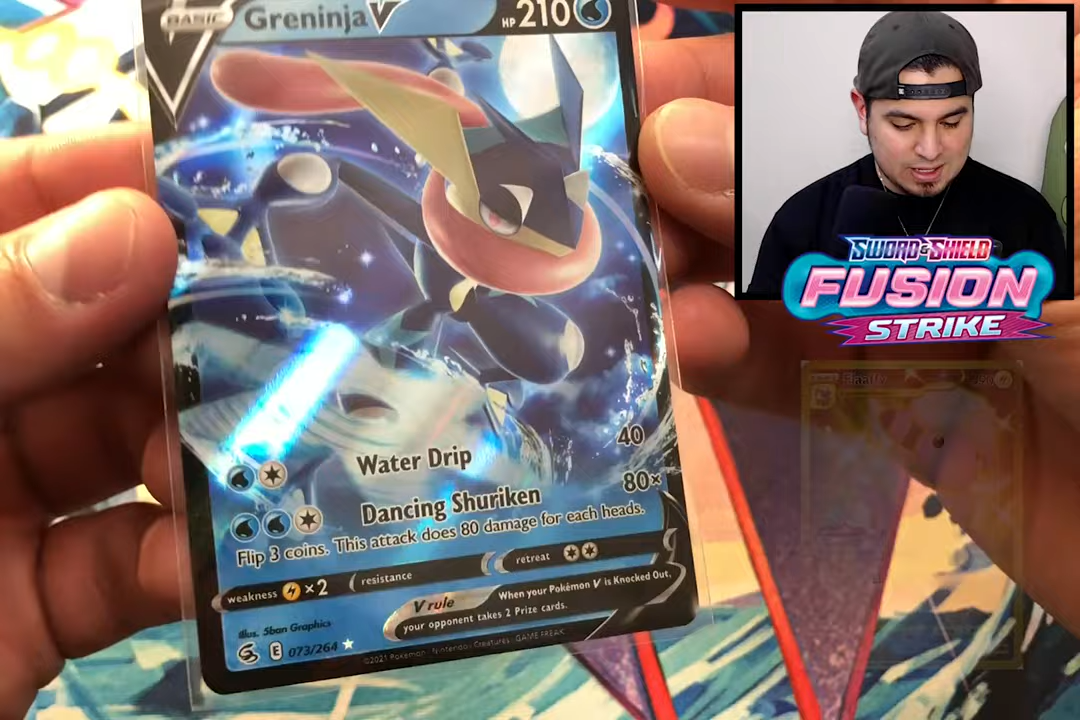 BASIC
Greninja V
HP 210
Water Drip 40
Dancing Shuriken 80×
Flip 3 coins. This attack does 80 damage for each heads.
weakness ×2 resistance retreat
V rule When your Pokémon V is Knocked Out,
your opponent takes 2 Prize cards.
Illus. 5ban Graphics
E 073/264
©2021 Pokémon / Nintendo / Creatures / GAME FREAK
SWORD & SHIELD
FUSION
STRIKE
Flaaffy